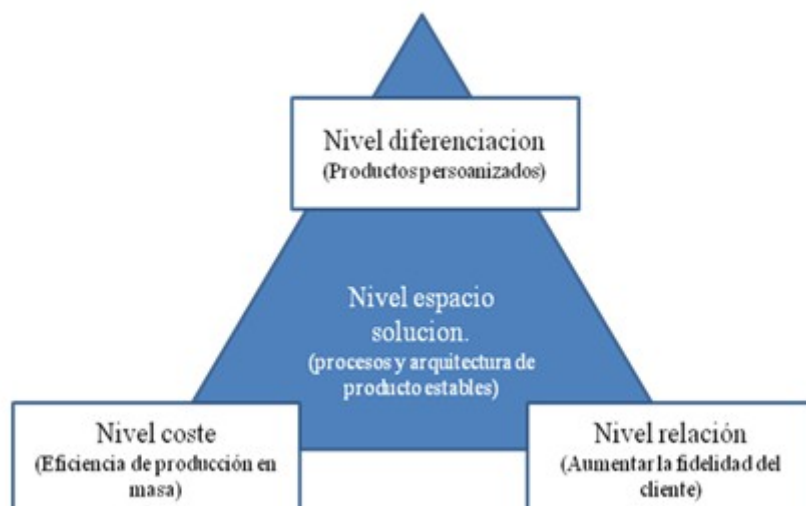 Nivel diferenciacion
(Productos persoanizados)
Nivel espacio
solucion.
(procesos y arquitectura de
producto estables)
Nivel coste
(Eficiencia de producción en
masa)
Nivel relación
(Aumentar la fidelidad del
cliente)